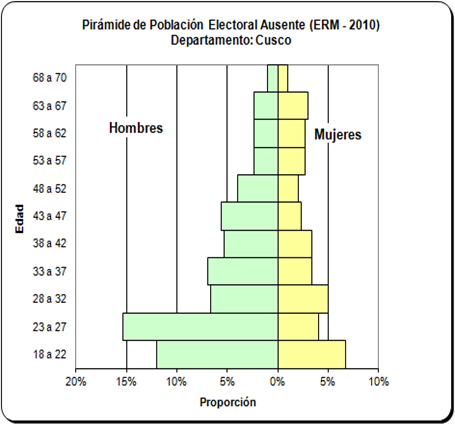 Pirámide de Población Electoral Ausente (ERM - 2010)
Departamento: Cusco
Hombres
Mujeres
Edad
68 a 70
63 a 67
58 a 62
53 a 57
48 a 52
43 a 47
38 a 42
33 a 37
28 a 32
23 a 27
18 a 22
20% 15% 10% 5% 0% 5% 10%
Proporción